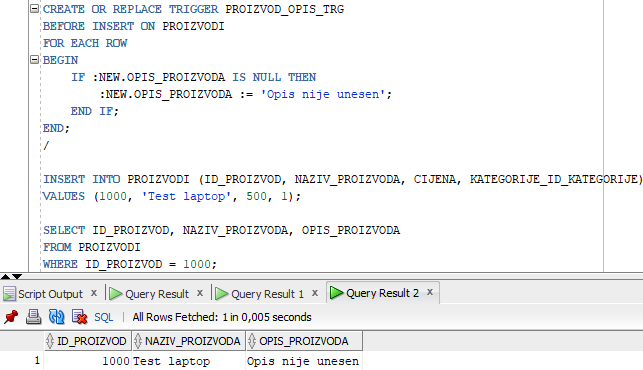 CREATE OR REPLACE TRIGGER PROIZVOD_OPIS_TRG
BEFORE INSERT ON PROIZVODI
FOR EACH ROW
BEGIN
    IF :NEW.OPIS_PROIZVODA IS NULL THEN
        :NEW.OPIS_PROIZVODA := 'Opis nije unesen';
    END IF;
END;
/
INSERT INTO PROIZVODI (ID_PROIZVOD, NAZIV_PROIZVODA, CIJENA, KATEGORIJE_ID_KATEGORIJE)
VALUES (1000, 'Test laptop', 500, 1);
SELECT ID_PROIZVOD, NAZIV_PROIZVODA, OPIS_PROIZVODA
FROM PROIZVODI
WHERE ID_PROIZVOD = 1000;
Script Output x Query Result x Query Result 1 x Query Result 2 x
SQL | All Rows Fetched: 1 in 0,005 seconds
ID_PROIZVOD NAZIV_PROIZVODA OPIS_PROIZVODA
1 1000 Test laptop Opis nije unesen